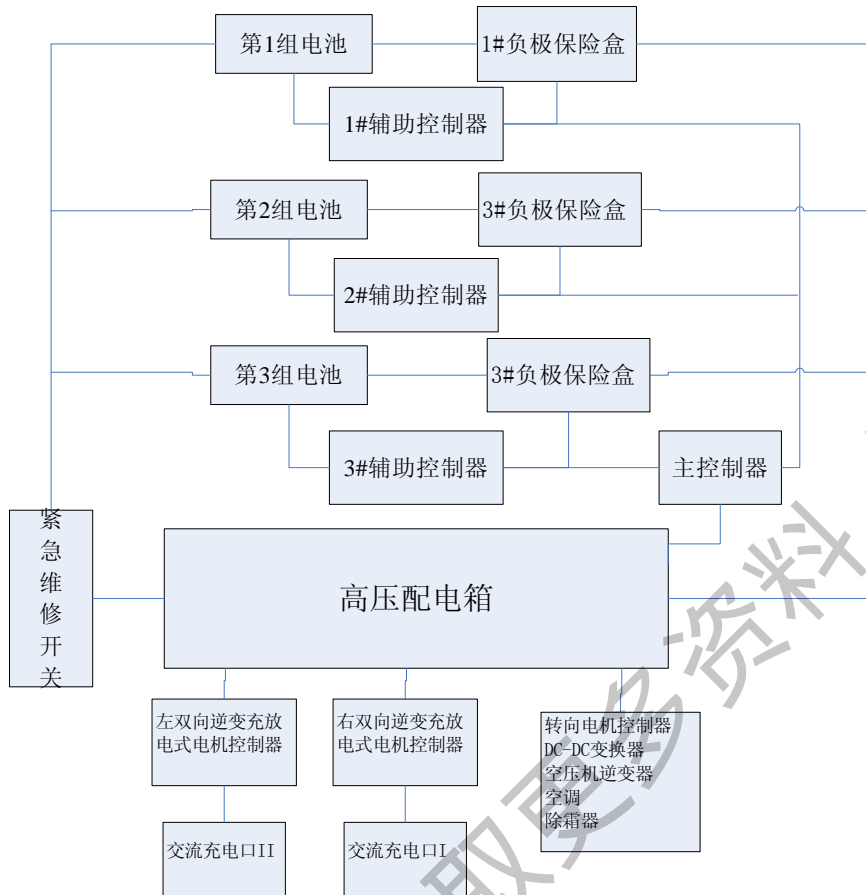 第1组电池
1#负极保险盒
1#辅助控制器
第2组电池
3#负极保险盒
2#辅助控制器
第3组电池
3#负极保险盒
3#辅助控制器
主控制器
紧
急
维
修
开
关
高压配电箱
左双向逆变充放
电式电机控制器
右双向逆变充放
电式电机控制器
转向电机控制器
DC-DC变换器
空压机逆变器
空调
除霜器
交流充电口II
交流充电口I
取更多资料